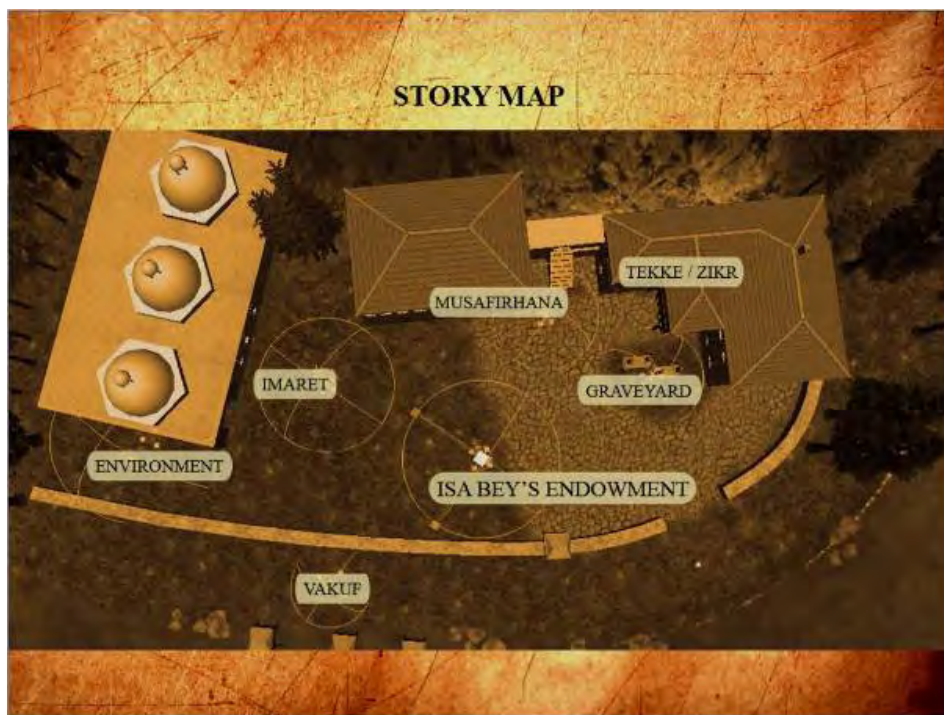 STORY MAP
TEKKE / ZIKR
MUSAFIRHANA
IMARET
GRAVEYARD
ENVIRONMENT
ISA BEY'S ENDOWMENT
VAKUF